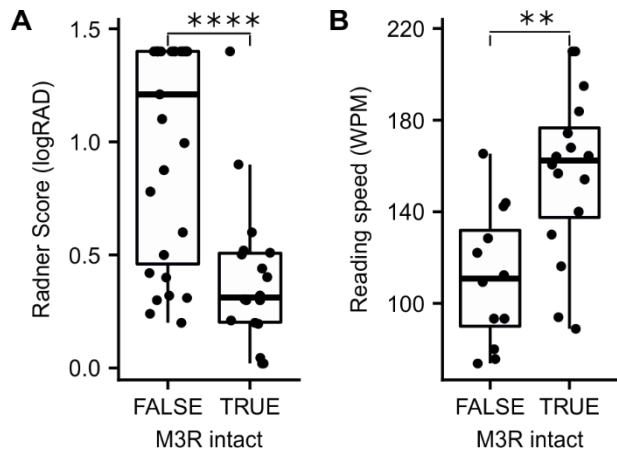 A
Radner Score (logRAD)
1.5
1.0
0.5
0.0
****
FALSE TRUE
M3R intact
B
Reading speed (WPM)
220
180
140
100
**
FALSE TRUE
M3R intact